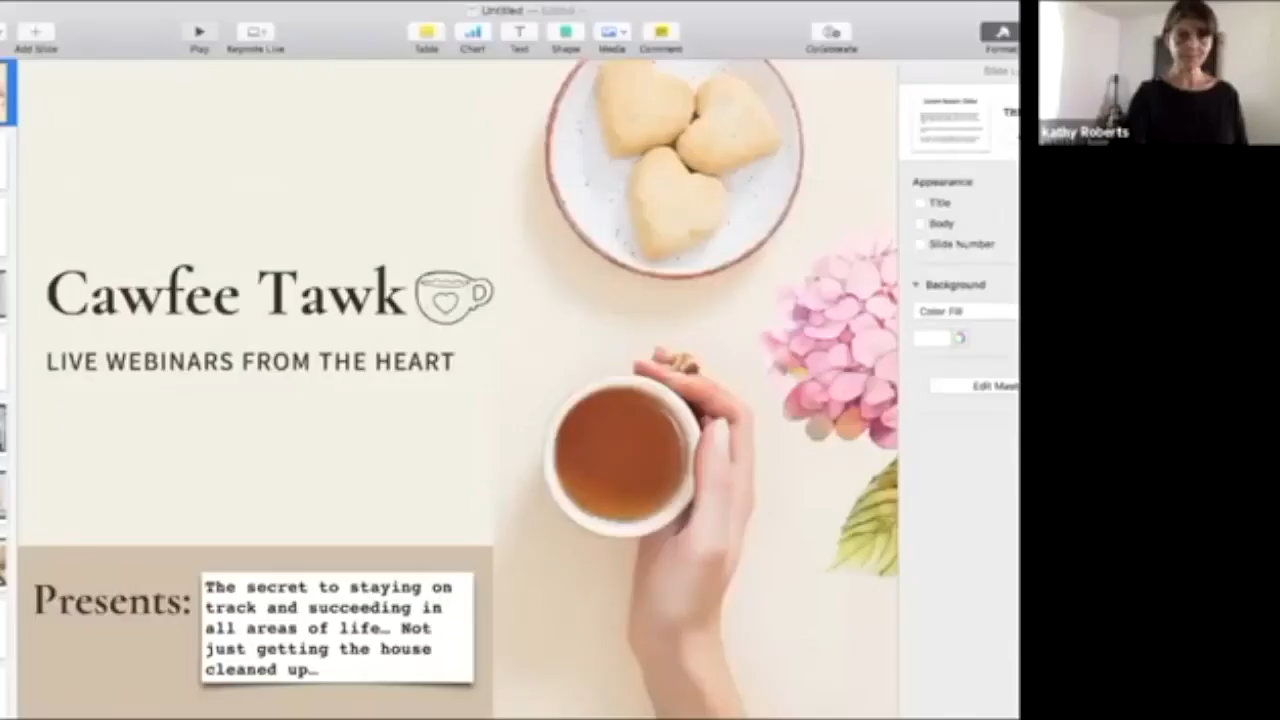 Untitled — Edited
Add Slide
Play
Keynote Live
Table
Chart
Text
Shape
Media
Comment
Collaborate
Format
kathy Roberts
Appearance
Title
Body
Slide Number
Background
Color Fill
Cawfee Tawk
LIVE WEBINARS FROM THE HEART
Presents:
The secret to staying on
track and succeeding in
all areas of life… Not
just getting the house
cleaned up…